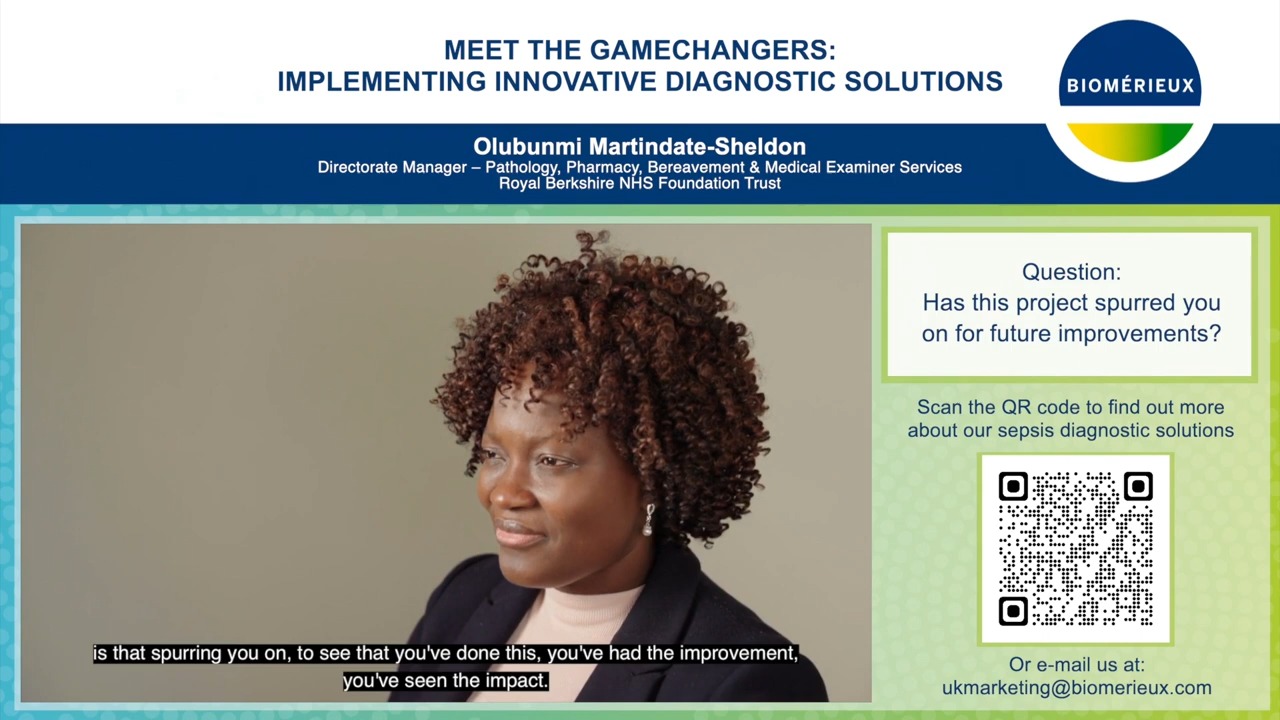 MEET THE GAMECHANGERS:
IMPLEMENTING INNOVATIVE DIAGNOSTIC SOLUTIONS
BIOMÉRIEUX
Olubunmi Martindate-Sheldon
Directorate Manager – Pathology, Pharmacy, Bereavement & Medical Examiner Services
Royal Berkshire NHS Foundation Trust
Question:
Has this project spurred you
on for future improvements?
Scan the QR code to find out more
about our sepsis diagnostic solutions
Or e-mail us at:
ukmarketing@biomerieux.com
is that spurring you on, to see that you've done this, you've had the improvement,
you've seen the impact.